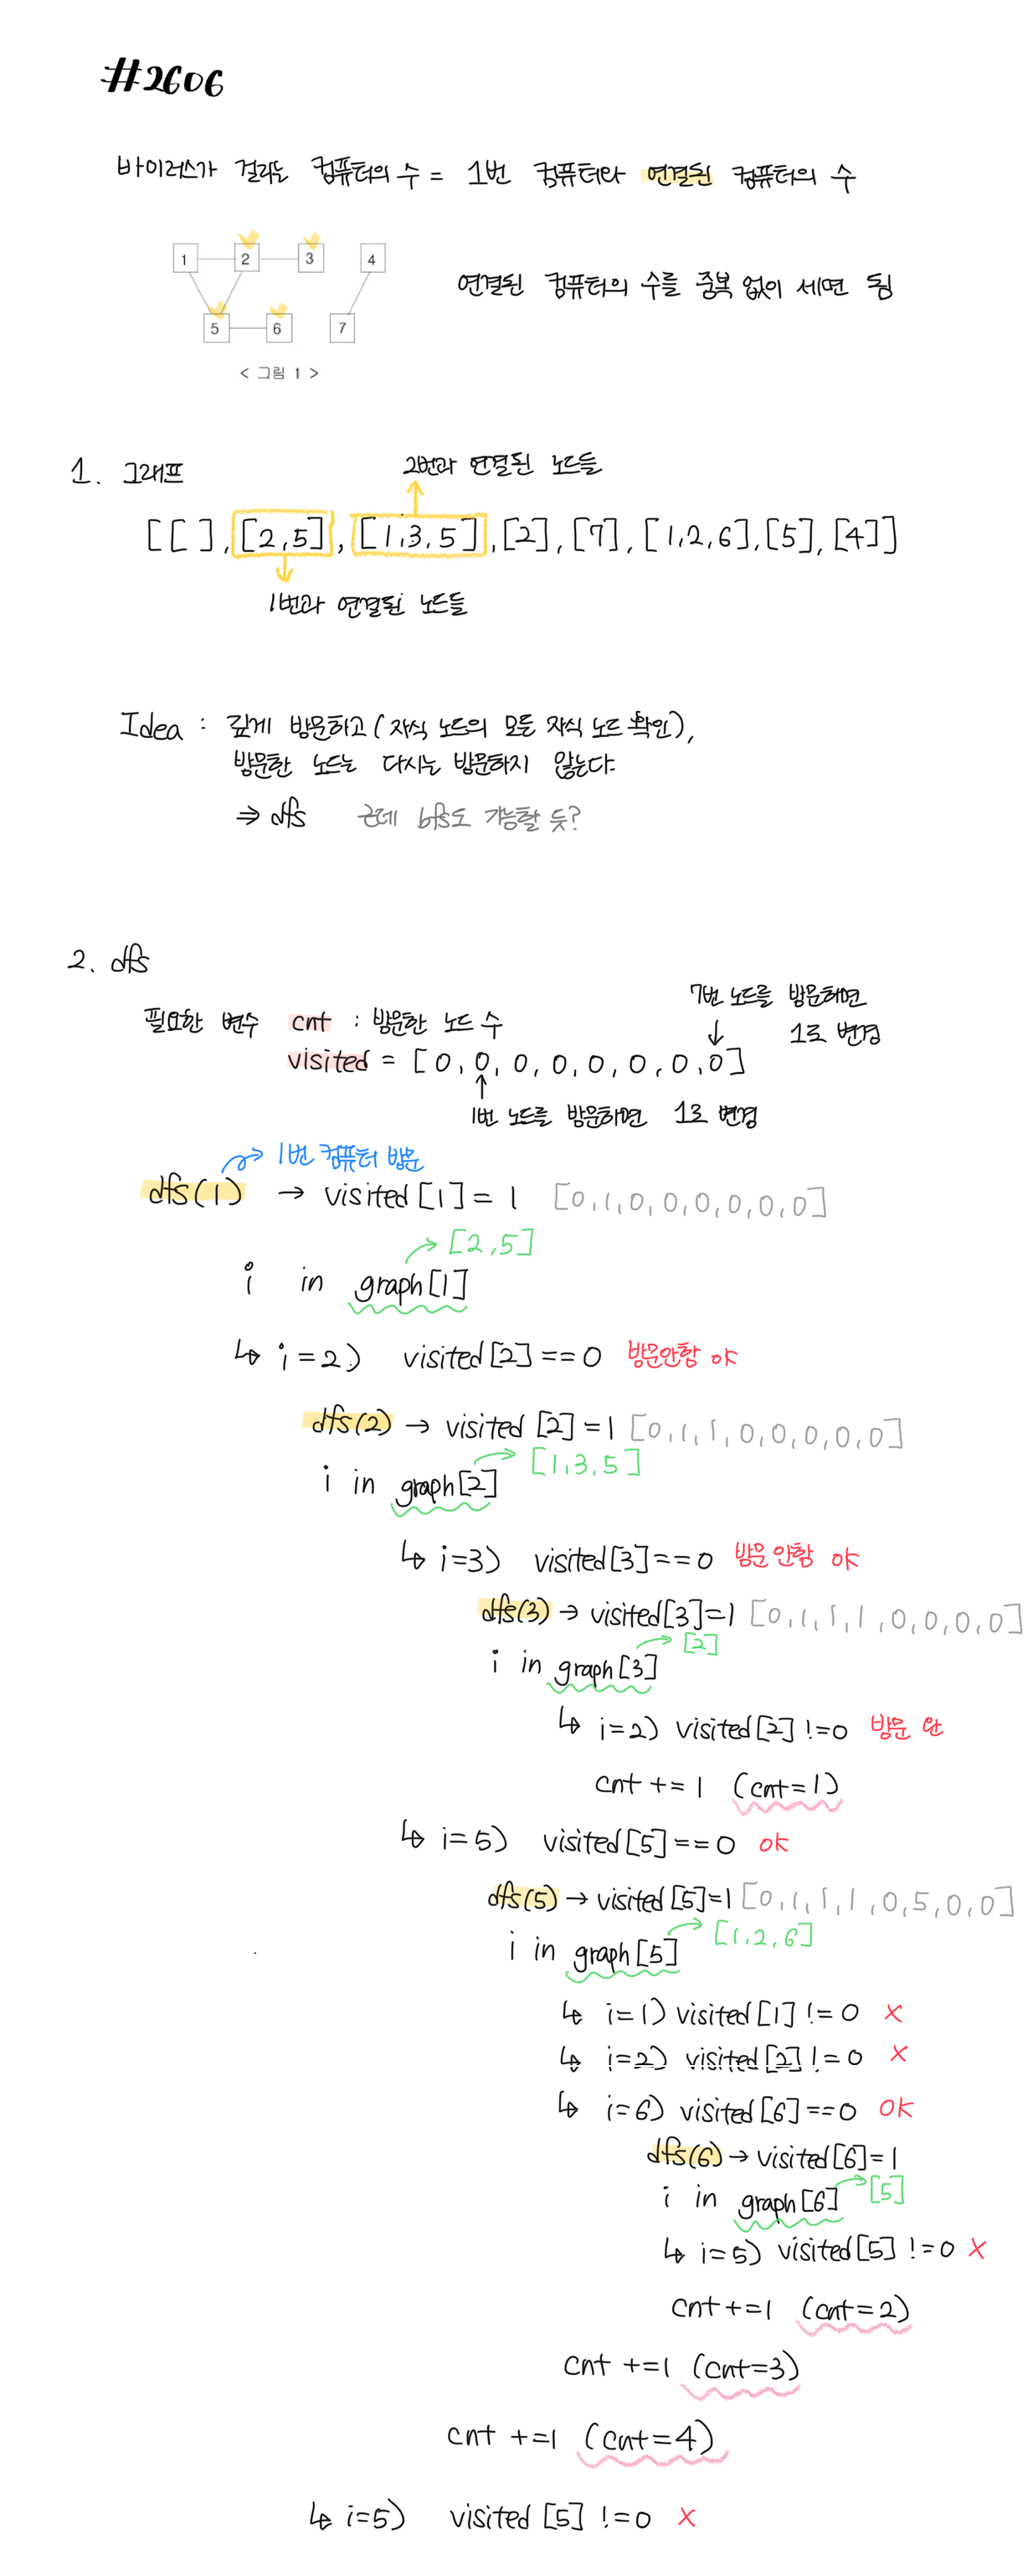 #2606
바이러스가 걸리는 컴퓨터의 수 = 1번 컴퓨터와 연결된 컴퓨터의 수
1 2 3 4
5 6 7
< 그림 1 >
연결된 컴퓨터의 수를 중복 없이 세면 됨
2번과 연결된 노드들
1. 그래프
[[ ], [2,5], [1,3,5], [2], [7], [1,2,6], [5], [4]]
1번과 연결된 노드들
Idea : 깊게 방문하고 (자식 노드의 모든 자식 노드 확인),
방문한 노드는 다시는 방문하지 않는다
⇒ dfs 근데 bfs도 가능할 듯?
2. dfs
7번 노드를 방문하면
1로 변경
필요한 변수 cnt : 방문한 노드 수
visited = [0, 0, 0, 0, 0, 0, 0, 0]
1번 노드를 방문하면 1로 변경
1번 컴퓨터 방문
dfs(1) → visited[1] = 1 [0,1,0,0,0,0,0,0]
[2,5]
i in graph[1]
↳ i=2) visited[2] == 0 방문안함 ok
dfs(2) → visited [2] = 1 [0,1,1,0,0,0,0,0]
[1,3,5]
i in graph[2]
↳ i=3) visited[3] == 0 방문안함 ok
dfs(3) → visited[3]=1 [0,1,1,1,0,0,0,0]
[2]
i in graph[3]
↳ i=2) visited[2] !=0 방문 완
cnt += 1 (cnt=1)
↳ i=5) visited[5] == 0 ok
dfs(5) → visited[5]=1 [0,1,1,1,0,5,0,0]
[1,2,6]
i in graph[5]
↳ i=1) visited[1] != 0 x
↳ i=2) visited[2] != 0 x
↳ i=6) visited[6] == 0 OK
dfs(6) → visited[6]=1
[5]
i in graph[6]
↳ i=5) visited[5] !=0 x
cnt +=1 (cnt=2)
cnt +=1 (cnt=3)
cnt +=1 (cnt=4)
↳ i=5) visited [5] !=0 x